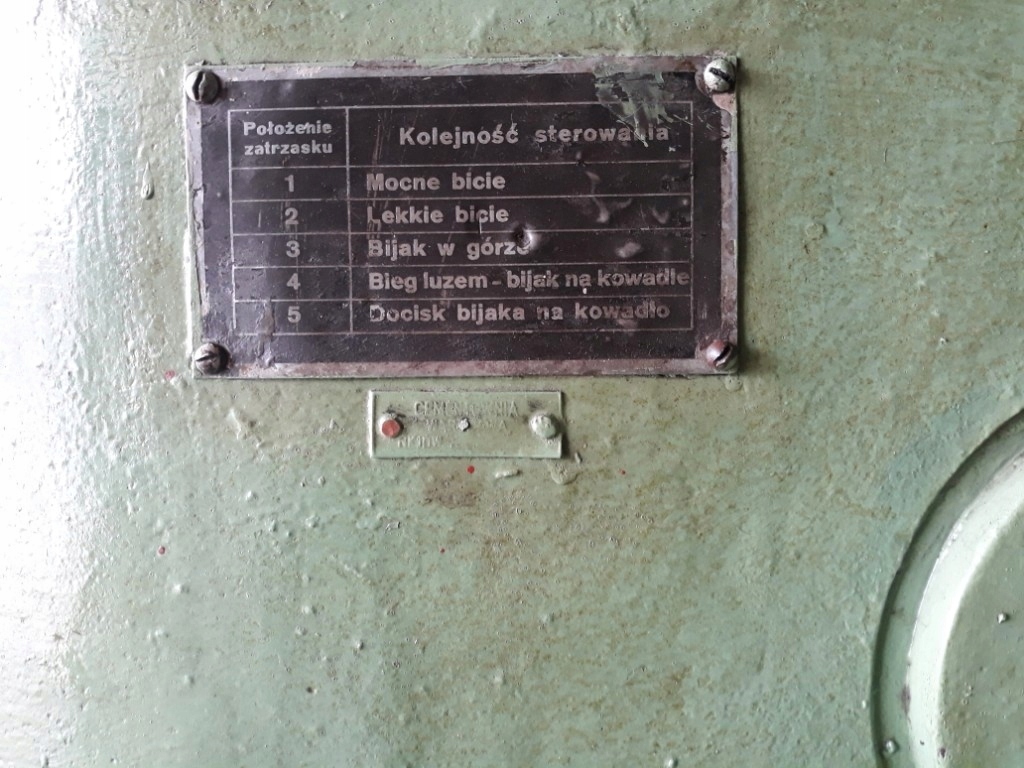 Położenie
zatrzasku
Kolejność sterowania
1 Mocne bicie
2 Lekkie bicie
3 Bijak w górze
4 Bieg luzem - bijak na kowadle
5 Docisk bijaka na kowadło